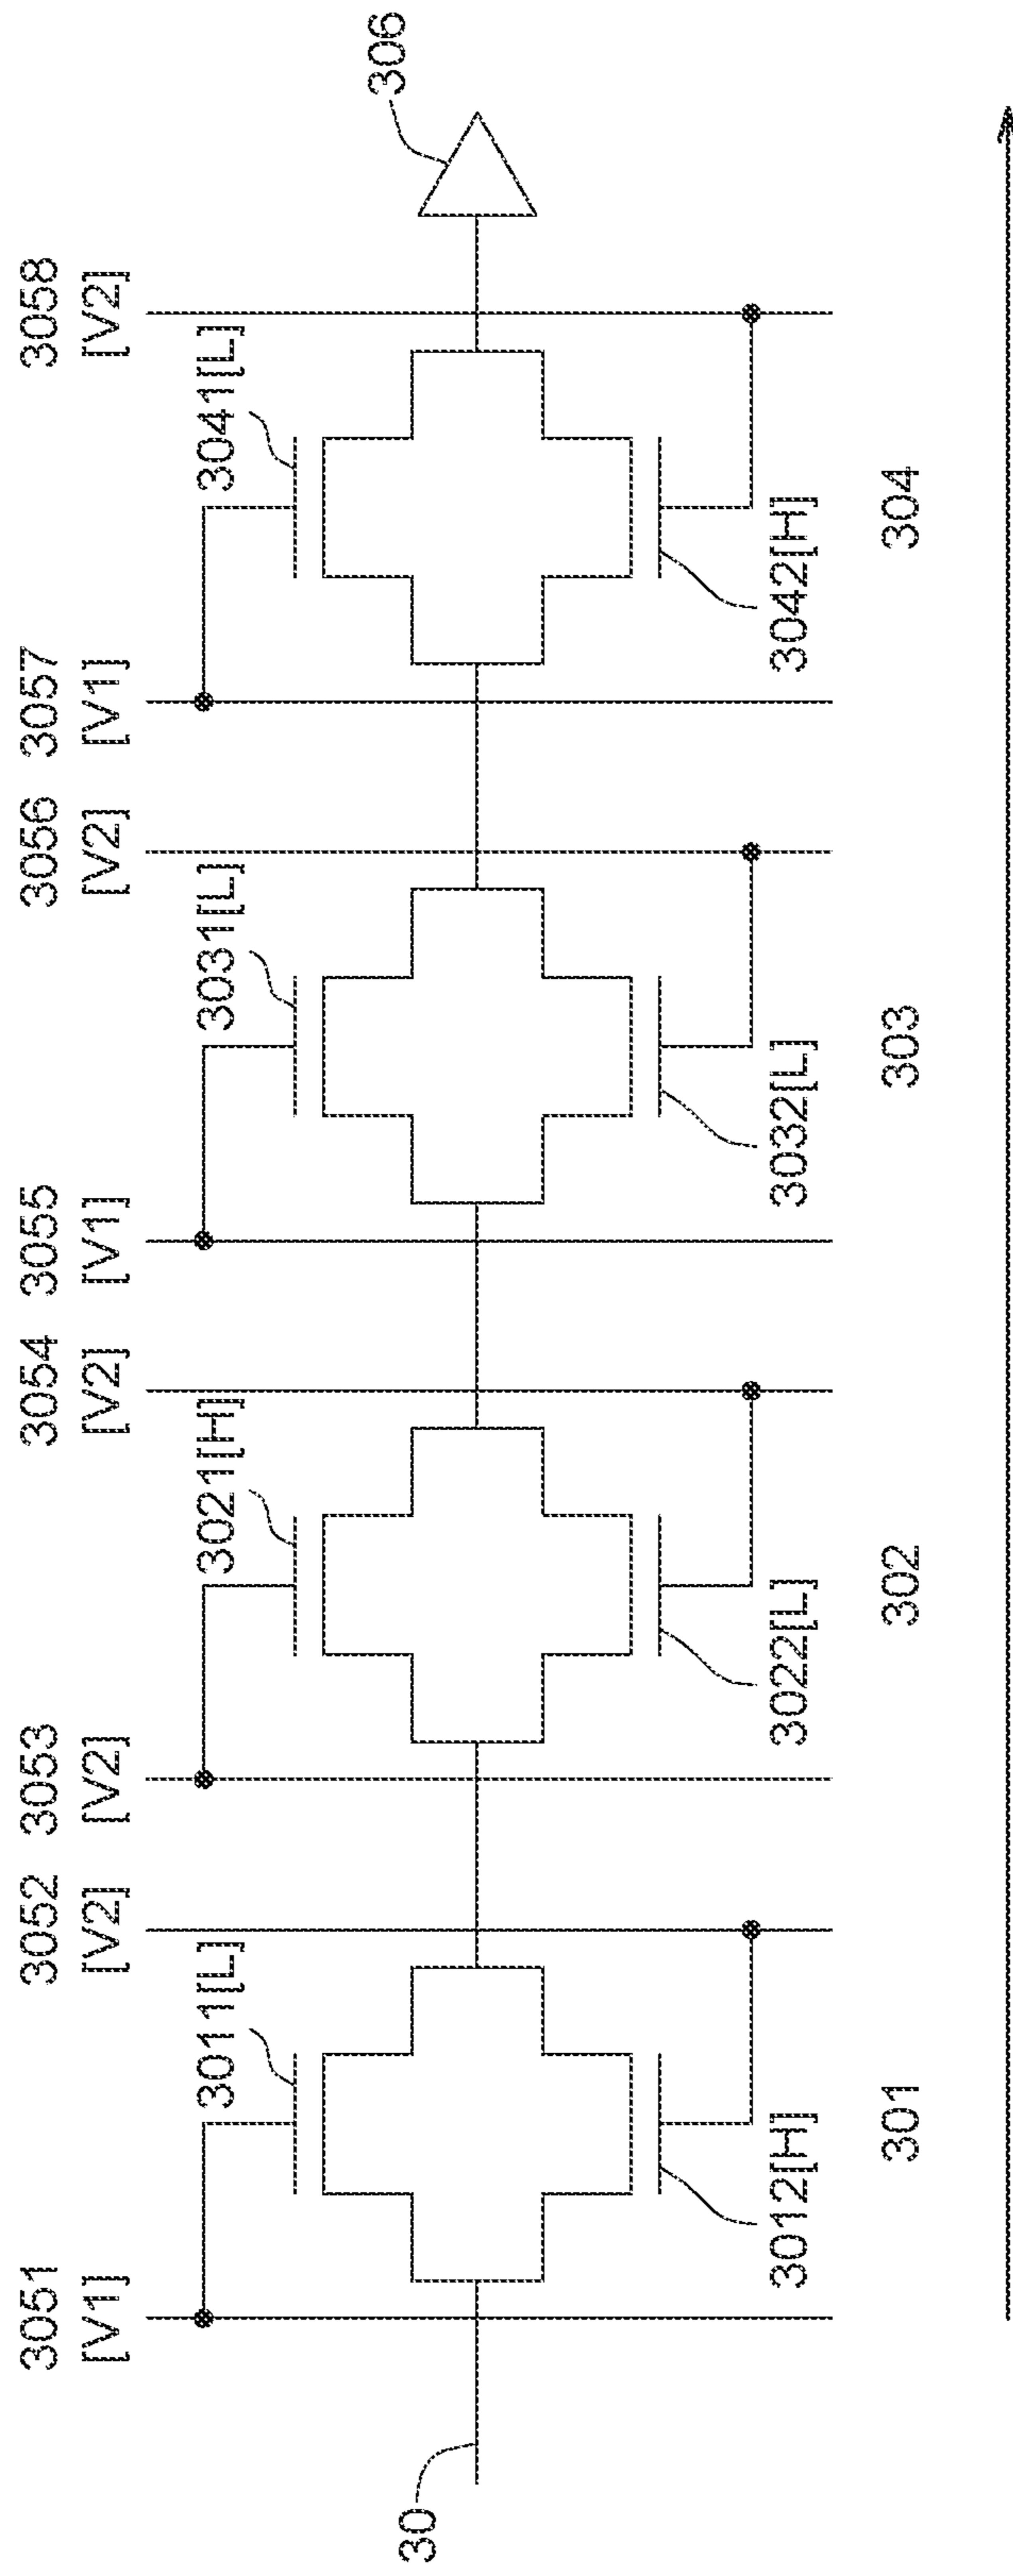 3051 3052 3053 3054 3055 3056 3057 3058
[V1] [V2] [V2] [V2] [V1] [V2] [V1] [V2]
3011[L] 3021[H] 3031[L] 3041[L]
306
30
3012[H] 3022[L] 3032[L] 3042[H]
301 302 303 304